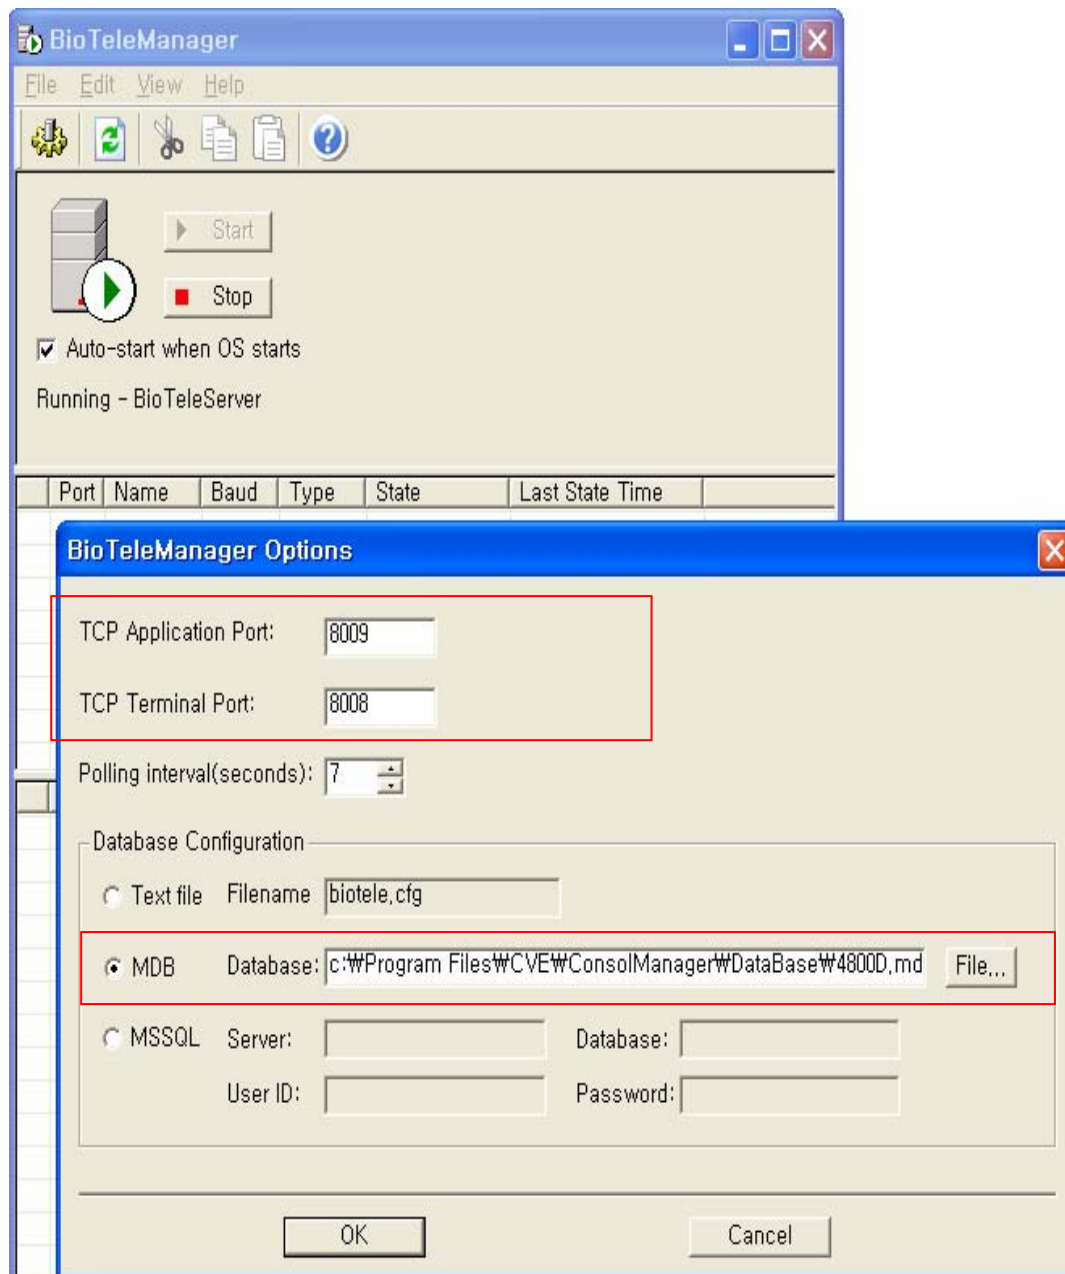 BioTeleManager
File Edit View Help
Start
Stop
Auto-start when OS starts
Running - BioTeleServer
Port Name Baud Type State Last State Time
BioTeleManager Options
TCP Application Port: 8009
TCP Terminal Port: 8008
Polling interval(seconds): 7
Database Configuration
Text file Filename biotele,cfg
MDB Database: c:₩Program Files₩CVE₩ConsolManager₩DataBase₩4800D,md File,,,
MSSQL Server: Database:
User ID: Password:
OK Cancel